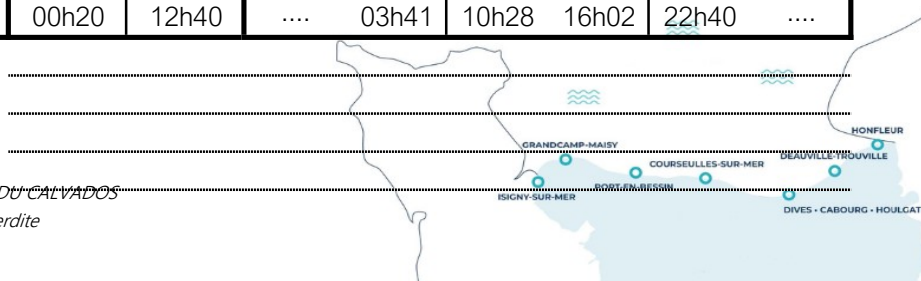 00h20 12h40 .... 03h41 10h28 16h02 22h40 ....
HONFLEUR
GRANDCAMP-MAISY
DEAUVILLE-TROUVILLE
COURSEULLES-SUR-MER
PORT-EN-BESSIN
DU CALVADOS
ISIGNY-SUR-MER
DIVES • CABOURG • HOULGAT
erdite